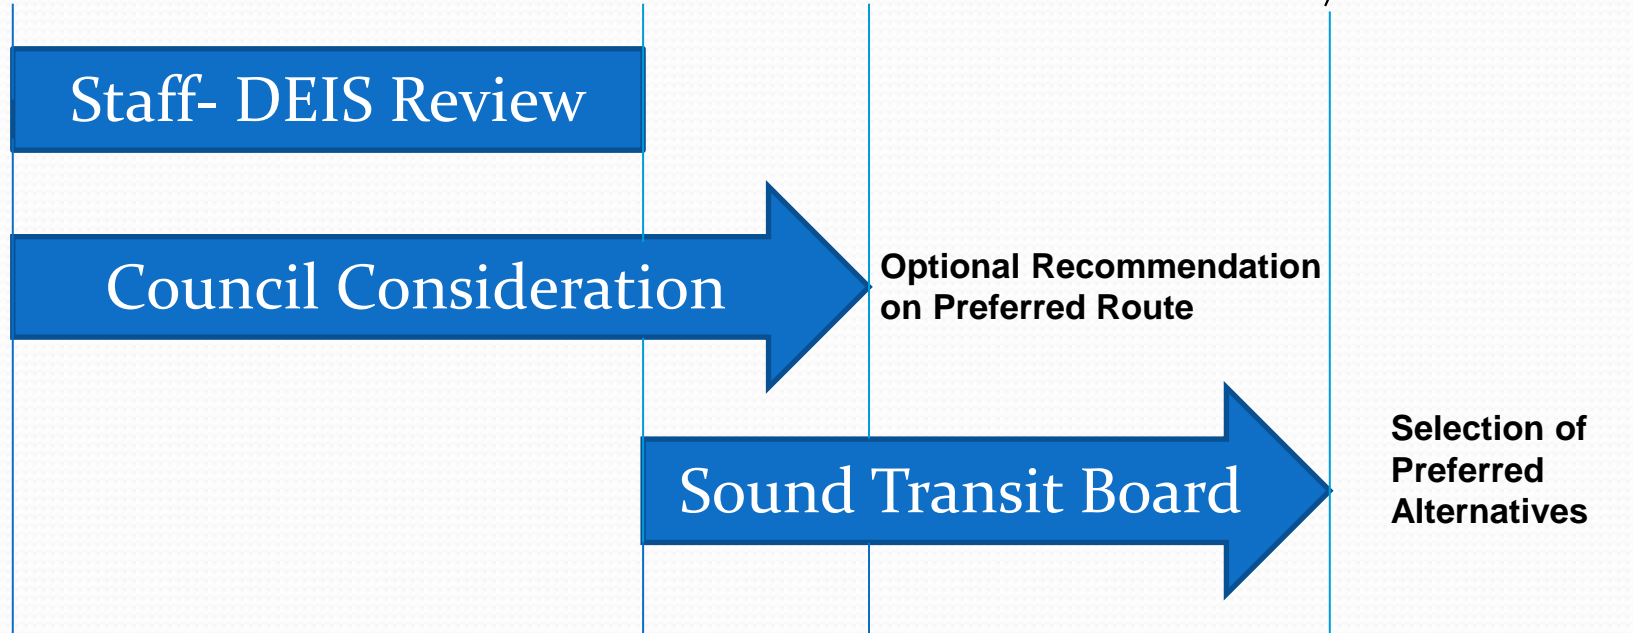 Staff- DEIS Review
Council Consideration
Optional Recommendation
on Preferred Route
Sound Transit Board
Selection of
Preferred
Alternatives